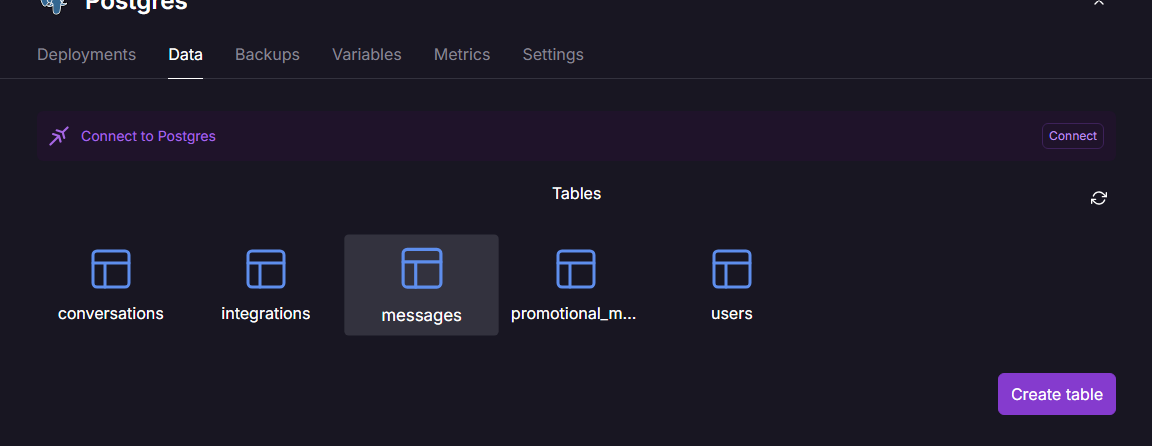 Postgres
Deployments Data Backups Variables Metrics Settings
Connect to Postgres Connect
Tables
conversations integrations messages promotional_m... users
Create table